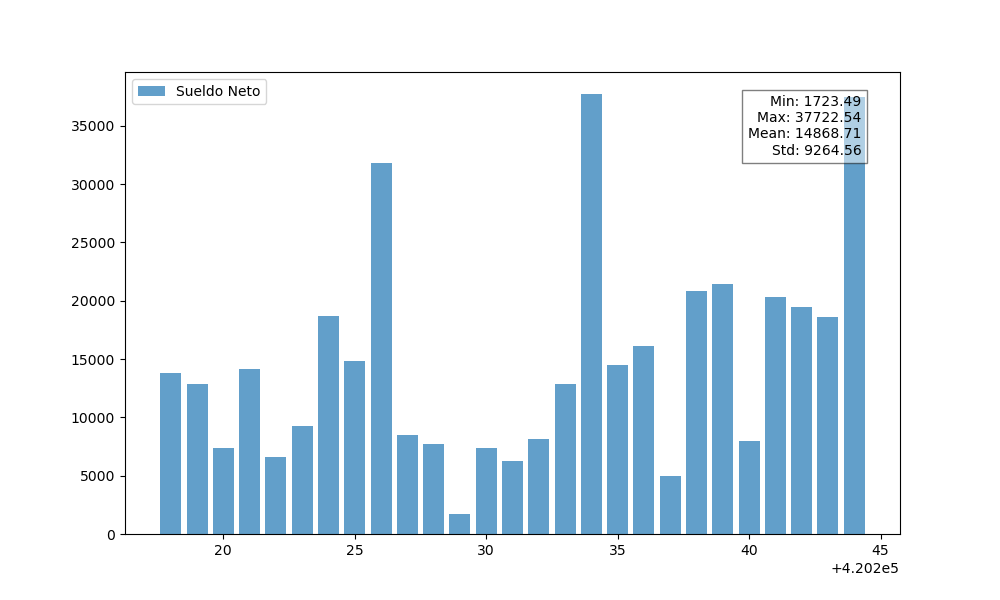 Sueldo Neto
Min: 1723.49
Max: 37722.54
Mean: 14868.71
Std: 9264.56
35000
30000
25000
20000
15000
10000
5000
0
20 25 30 35 40 45
+4.202e5